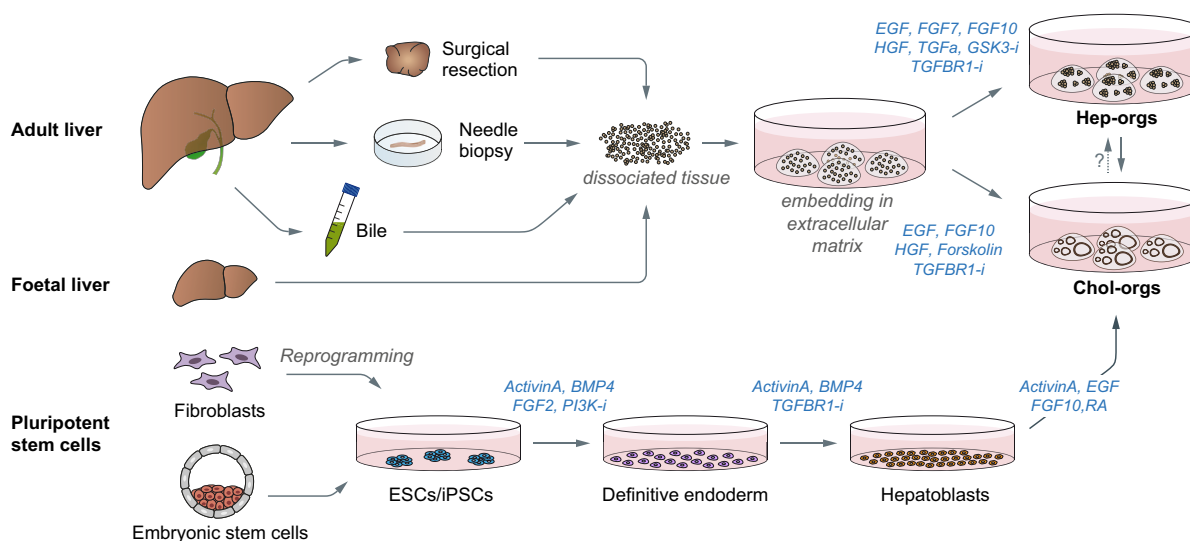 EGF, FGF7, FGF10
HGF, TGFa, GSK3-i
TGFBR1-i
Surgical
resection
Hep-orgs
Adult liver
Needle
biopsy
dissociated tissue
?
embedding in
extracellular
matrix
Bile
EGF, FGF10
HGF, Forskolin
TGFBR1-i
Foetal liver
Chol-orgs
Reprogramming
Fibroblasts
ActivinA, BMP4
FGF2, PI3K-i
ActivinA, BMP4
TGFBR1-i
ActivinA, EGF
FGF10,RA
Pluripotent
stem cells
ESCs/iPSCs
Definitive endoderm
Hepatoblasts
Embryonic stem cells